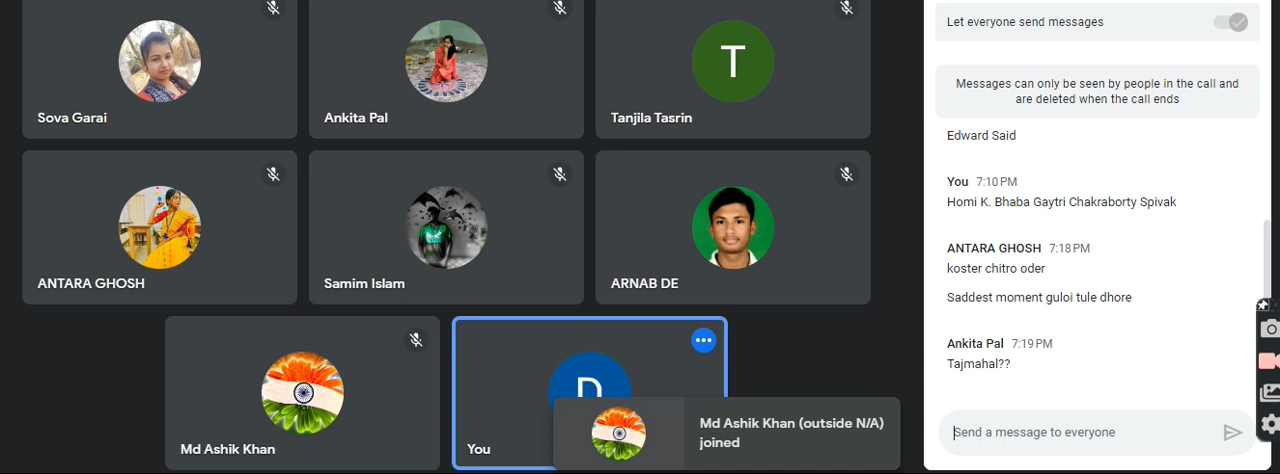 Sova Garai
Ankita Pal
T
Tanjila Tasrin
ANTARA GHOSH
Samim Islam
ARNAB DE
Md Ashik Khan
D
You
Md Ashik Khan (outside N/A)
joined
Let everyone send messages
Messages can only be seen by people in the call and
are deleted when the call ends
Edward Said
You 7:10 PM
Homi K. Bhaba Gaytri Chakraborty Spivak
ANTARA GHOSH 7:18 PM
koster chitro oder
Saddest moment guloi tule dhore
Ankita Pal 7:19 PM
Tajmahal??
Send a message to everyone